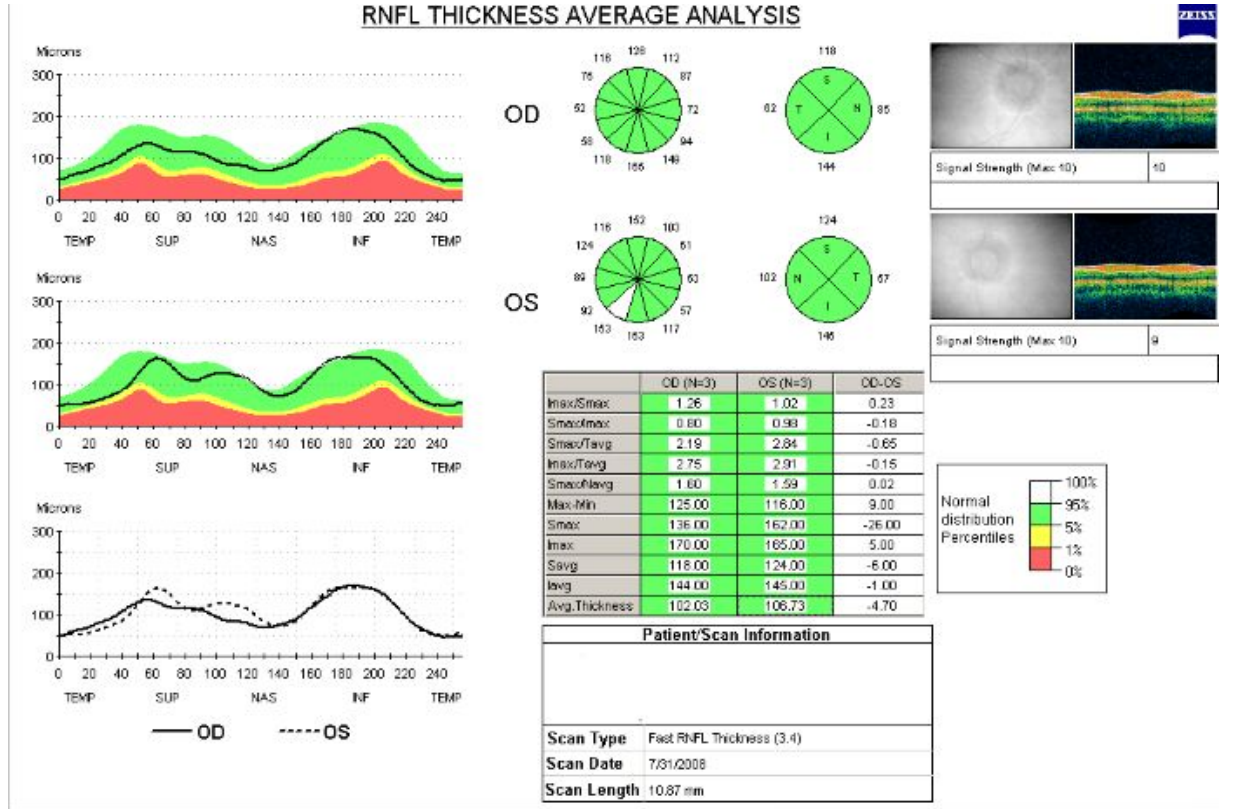 RNFL THICKNESS AVERAGE ANALYSIS
ZEISS
Microns
300
200
100
0
0 20 40 60 80 100 120 140 160 180 200 220 240
TEMP SUP NAS INF TEMP
OD
116 128 112
76 87
52 72
58 94
118 166 149
118
S
62 T N 85
I
144
Signal Strength (Max 10) 10
Microns
300
200
100
0
0 20 40 60 80 100 120 140 160 180 200 220 240
TEMP SUP NAS INF TEMP
OS
116 152 103
124 61
89 63
92 57
153 163 117
124
S
102 N T 67
I
145
Signal Strength (Max 10) 9
OD (N=3) OS (N=3) OD-OS
Imax/Smax 1.26 1.02 0.23
Smax/Imax 0.80 0.98 -0.18
Smax/Tavg 2.19 2.84 -0.65
Imax/Tavg 2.75 2.91 -0.15
Smax/Navg 1.60 1.59 0.02
Max-Min 125.00 116.00 9.00
Smax 136.00 162.00 -26.00
Imax 170.00 165.00 5.00
Savg 118.00 124.00 -6.00
Iavg 144.00 145.00 -1.00
Avg.Thickness 102.03 106.73 -4.70
Normal
distribution
Percentiles
100%
95%
5%
1%
0%
Microns
300
200
100
0
0 20 40 60 80 100 120 140 160 180 200 220 240
TEMP SUP NAS INF TEMP
OD OS
Patient/Scan Information
Scan Type Fast RNFL Thickness (3.4)
Scan Date 7/31/2008
Scan Length 10.87 mm